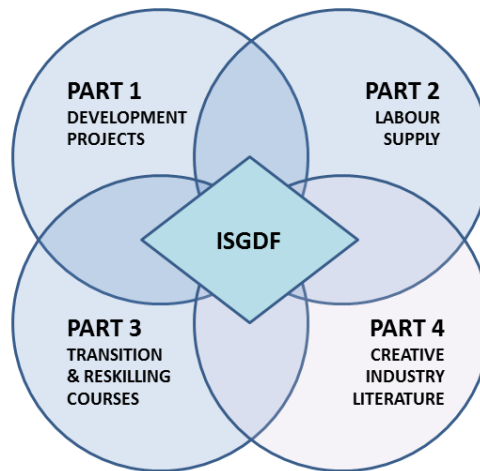 PART 1
DEVELOPMENT
PROJECTS
PART 2
LABOUR
SUPPLY
ISGDF
PART 3
TRANSITION
& RESKILLING
COURSES
PART 4
CREATIVE
INDUSTRY
LITERATURE